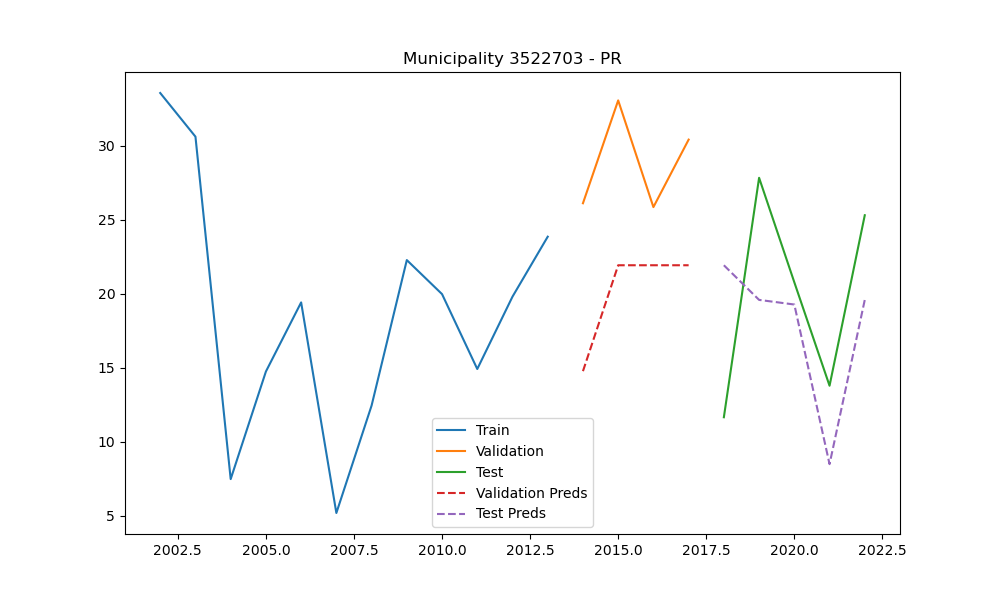 Municipality 3522703 - PR
30
25
20
15
10
5
Train
Validation
Test
Validation Preds
Test Preds
2002.5 2005.0 2007.5 2010.0 2012.5 2015.0 2017.5 2020.0 2022.5